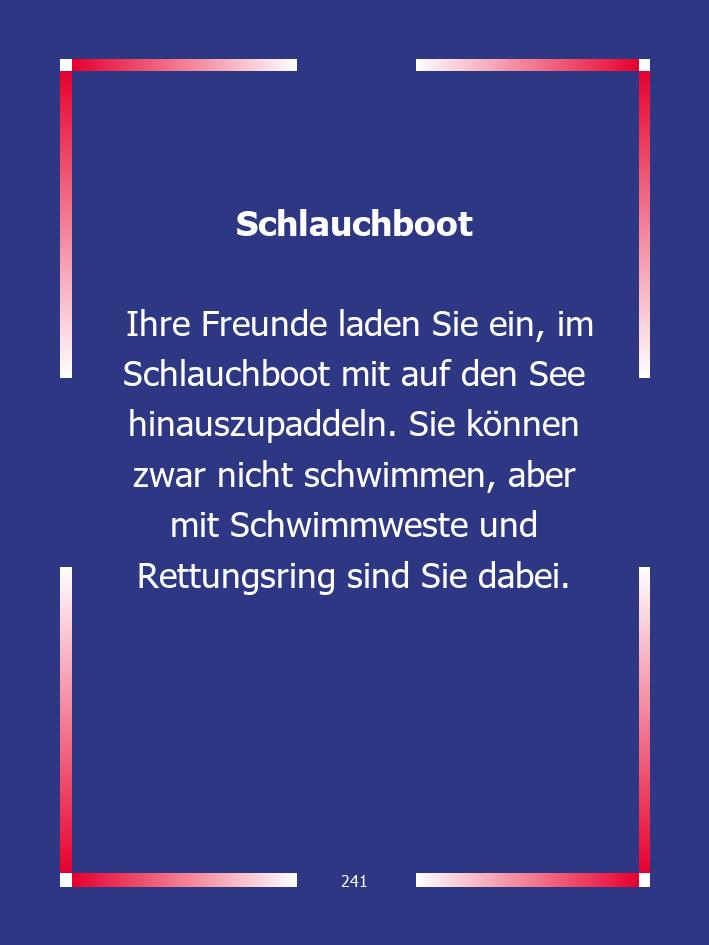 Schlauchboot
Ihre Freunde laden Sie ein, im
Schlauchboot mit auf den See
hinauszupaddeln. Sie können
zwar nicht schwimmen, aber
mit Schwimmweste und
Rettungsring sind Sie dabei.
241